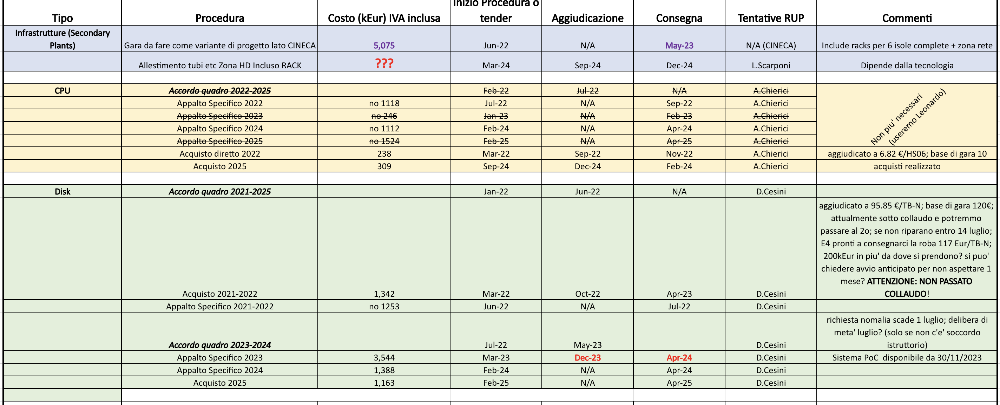 Inizio Procedura o
Tipo Procedura Costo (kEur) IVA inclusa tender Aggiudicazione Consegna Tentative RUP Commenti
Infrastrutture (Secondary
Plants) Gara da fare come variante di progetto lato CINECA 5,075 Jun-22 N/A May-23 N/A (CINECA) Include racks per 6 isole complete + zona rete
Allestimento tubi etc Zona HD Incluso RACK ??? Mar-24 Sep-24 Dec-24 L.Scarponi Dipende dalla tecnologia
CPU Accordo quadro 2022-2025 Feb-22 Jul-22 N/A A.Chierici
Appalto Specifico 2022 no 1118 Jul-22 N/A Sep-22 A.Chierici
Appalto Specifico 2023 no 246 Jan-23 N/A Feb-23 A.Chierici
Appalto Specifico 2024 no 1112 Feb-24 N/A Apr-24 A.Chierici
Appalto Specifico 2025 no 1524 Feb-25 N/A Apr-25 A.Chierici
Non piu' necessari
(useremo Leonardo)
Acquisto diretto 2022 238 Mar-22 Sep-22 Nov-22 A.Chierici aggiudicato a 6.82 €/HS06; base di gara 10
Acquisto 2025 309 Sep-24 Dec-24 Feb-24 A.Chierici acquisti realizzato
Disk Accordo quadro 2021-2025 Jan-22 Jun-22 N/A D.Cesini
aggiudicato a 95.85 €/TB-N; base di gara 120€;
attualmente sotto collaudo e potremmo
passare al 2o; se non riparano entro 14 luglio;
E4 pronti a consegnarci la roba 117 Eur/TB-N;
200kEur in piu' da dove si prendono? si puo'
chiedere avvio anticipato per non aspettare 1
mese? ATTENZIONE: NON PASSATO
Acquisto 2021-2022 1,342 Mar-22 Oct-22 Apr-23 D.Cesini COLLAUDO!
Appalto Specifico 2021-2022 no 1253 Jun-22 N/A Jul-22 D.Cesini
richiesta nomalia scade 1 luglio; delibera di
meta' luglio? (solo se non c'e' soccordo
Accordo quadro 2023-2024 Jul-22 May-23 D.Cesini istruttorio)
Appalto Specifico 2023 3,544 Mar-23 Dec-23 Apr-24 D.Cesini Sistema PoC disponibile da 30/11/2023
Appalto Specifico 2024 1,388 Feb-24 N/A Apr-24 D.Cesini
Acquisto 2025 1,163 Feb-25 N/A Apr-25 D.Cesini